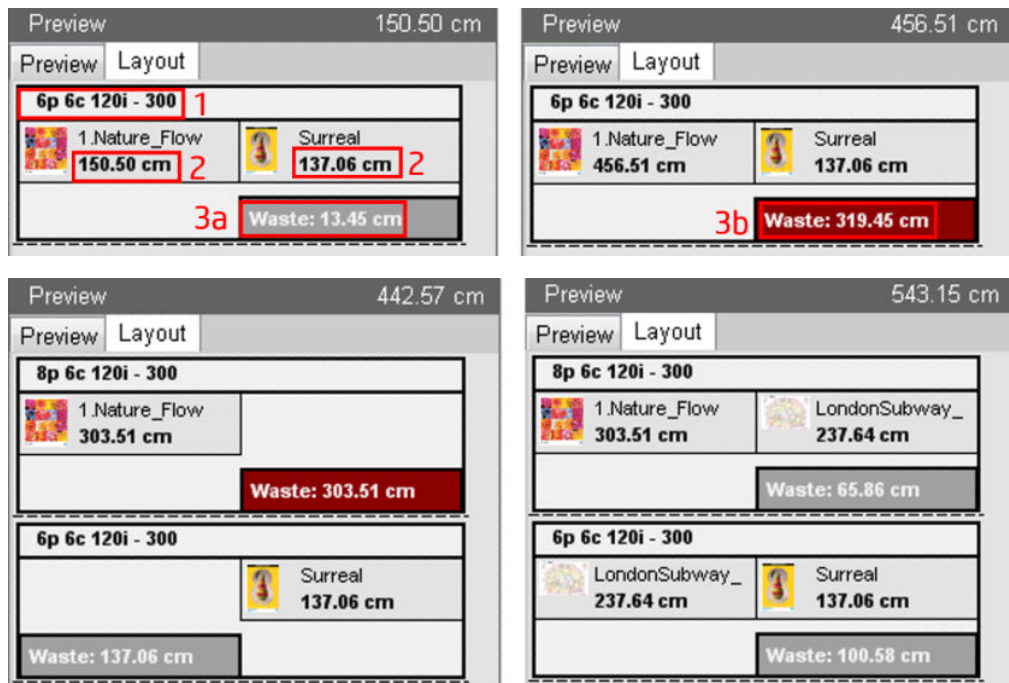 Preview 150.50 cm
Preview Layout
6p 6c 120i - 300 1
1.Nature_Flow Surreal
150.50 cm 2 137.06 cm 2
3a Waste: 13.45 cm
Preview 456.51 cm
Preview Layout
6p 6c 120i - 300
1.Nature_Flow Surreal
456.51 cm 137.06 cm
3b Waste: 319.45 cm
Preview 442.57 cm
Preview Layout
8p 6c 120i - 300
1.Nature_Flow
303.51 cm
Waste: 303.51 cm
6p 6c 120i - 300
Surreal
137.06 cm
Waste: 137.06 cm
Preview 543.15 cm
Preview Layout
8p 6c 120i - 300
1.Nature_Flow LondonSubway_
303.51 cm 237.64 cm
Waste: 65.86 cm
6p 6c 120i - 300
LondonSubway_ Surreal
237.64 cm 137.06 cm
Waste: 100.58 cm